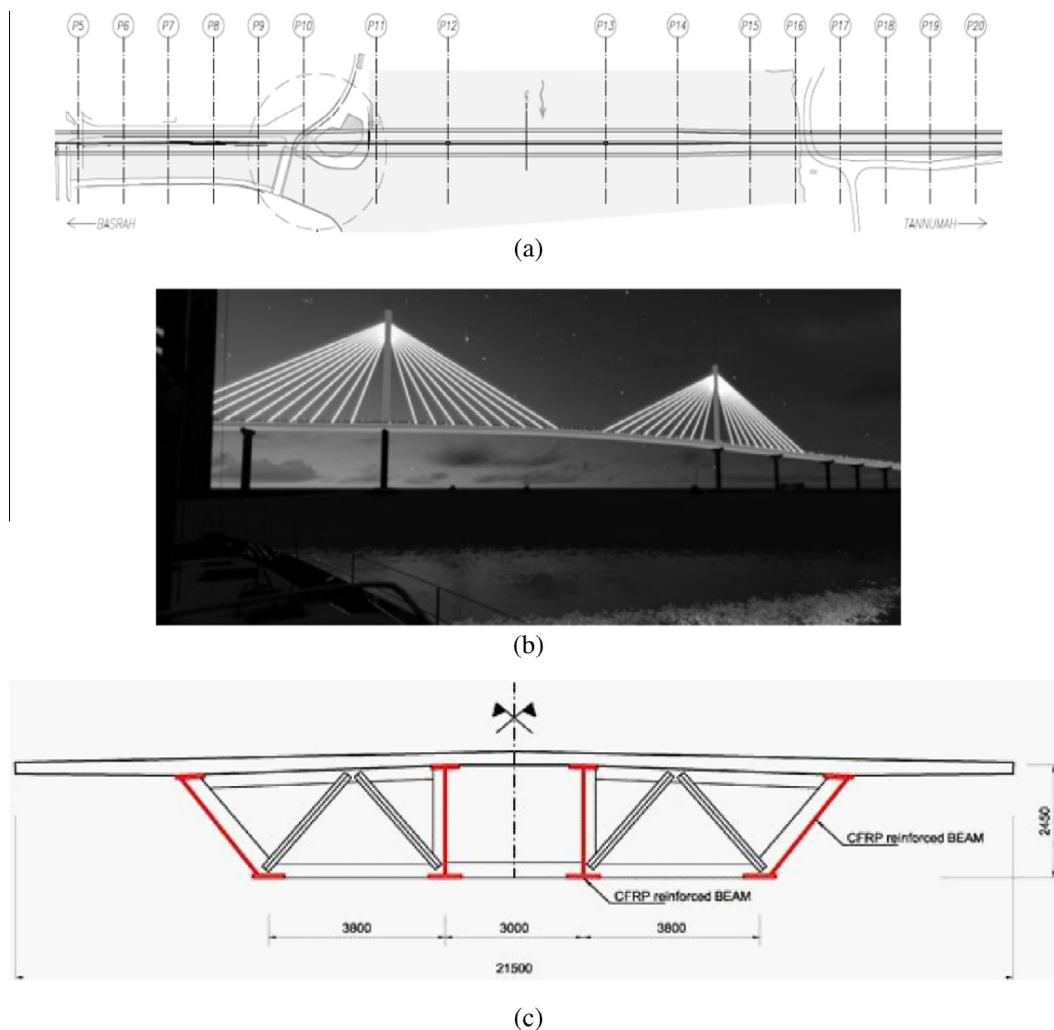 P5 P6 P7 P8 P9 P10 P11 P12 P13 P14 P15 P16 P17 P18 P19 P20
BASRAH TANNUMAH
(a)
(b)
2450
CFRP reinforced BEAM
CFRP reinforced BEAM
3800 3000 3800
21500
(c)